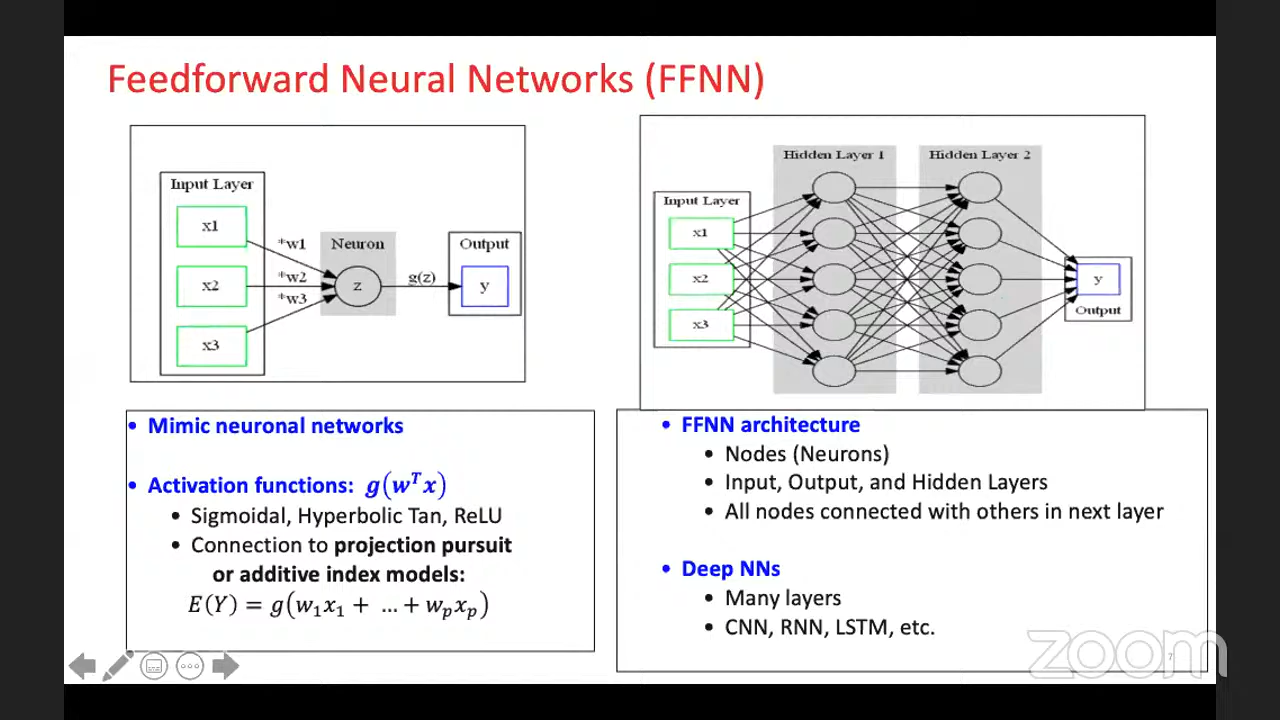 Feedforward Neural Networks (FFNN)
Input Layer
x1
x2
x3
*w1
*w2
*w3
Neuron
z
g(z)
Output
y
Input Layer
x1
x2
x3
Hidden Layer 1
Hidden Layer 2
y
Output
• Mimic neuronal networks
• Activation functions: g(wᵀx)
• Sigmoidal, Hyperbolic Tan, ReLU
• Connection to projection pursuit
or additive index models:
E(Y) = g(w₁x₁ + … + wₚxₚ)
• FFNN architecture
• Nodes (Neurons)
• Input, Output, and Hidden Layers
• All nodes connected with others in next layer
• Deep NNs
• Many layers
• CNN, RNN, LSTM, etc.
7
zoom